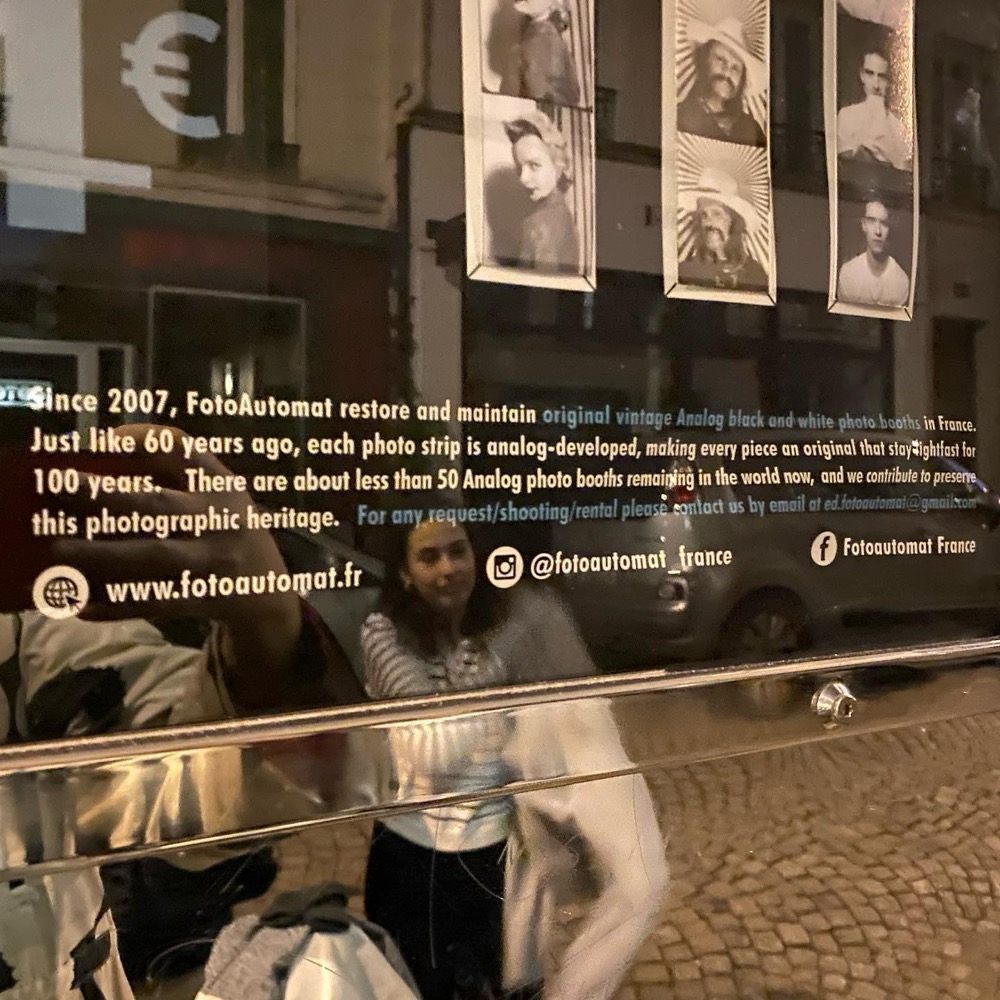 €
Since 2007, FotoAutomat restore and maintain original vintage Analog black and white photo booths in France.
Just like 60 years ago, each photo strip is analog-developed, making every piece an original that stay lightfast for
100 years. There are about less than 50 Analog photo booths remaining in the world now, and we contribute to preserve
this photographic heritage. For any request/shooting/rental please contact us by email at ed.fotoautomat@gmail.com
www.fotoautomat.fr @fotoautomat_france Fotoautomat France